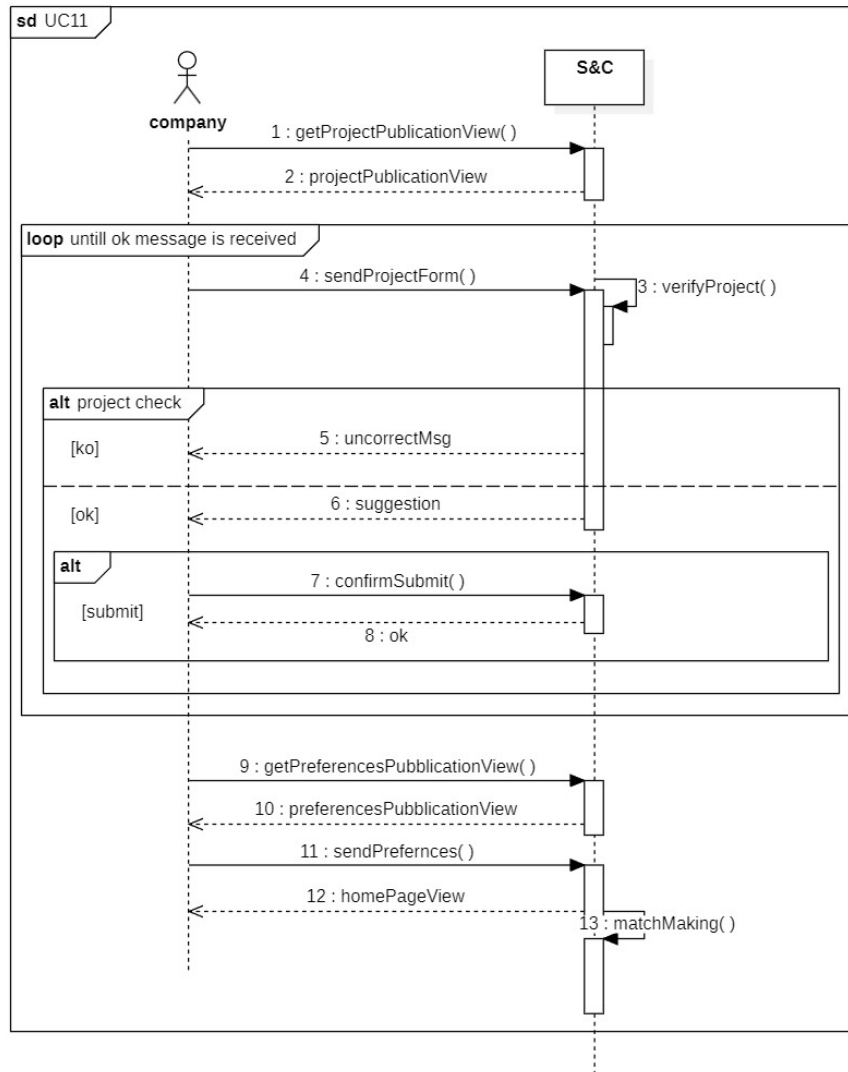 sd UC11
company
S&C
1 : getProjectPublicationView( )
2 : projectPublicationView
loop untill ok message is received
4 : sendProjectForm( )
3 : verifyProject( )
alt project check
[ko]
5 : uncorrectMsg
[ok]
6 : suggestion
alt
7 : confirmSubmit( )
[submit]
8 : ok
9 : getPreferencesPubblicationView( )
10 : preferencesPubblicationView
11 : sendPrefernces( )
12 : homePageView
13 : matchMaking( )